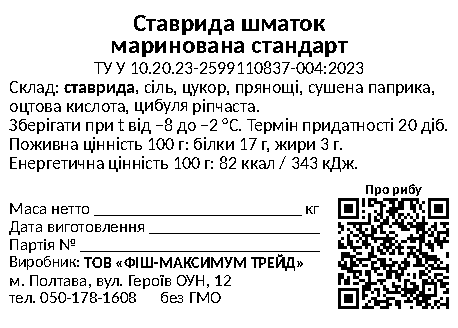 Ставрида шматок
маринована стандарт
ТУ У 10.20.23-2599110837-004:2023
Склад: ставрида, сіль, цукор, прянощі, сушена паприка,
оцтова кислота, цибуля ріпчаста.
Зберігати при t від –8 до –2 °С. Термін придатності 20 діб.
Поживна цінність 100 г: білки 17 г, жири 3 г.
Енергетична цінність 100 г: 82 ккал / 343 кДж.
Про рибу
Маса нетто ________________________ кг
Дата виготовлення ____________________
Партія № ____________________________
Виробник: ТОВ «ФІШ-МАКСИМУМ ТРЕЙД»
м. Полтава, вул. Героїв ОУН, 12
тел. 050-178-1608 без ГМО